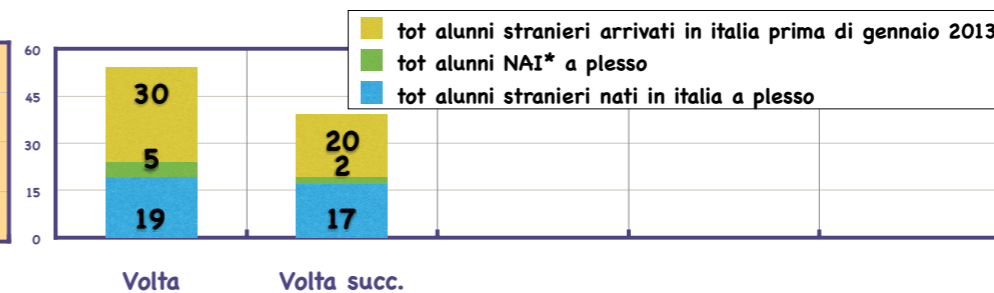 tot alunni stranieri arrivati in italia prima di gennaio 2013
tot alunni NAI* a plesso
tot alunni stranieri nati in italia a plesso
60
45
30
15
0
30
5
19
20
2
17
Volta
Volta succ.